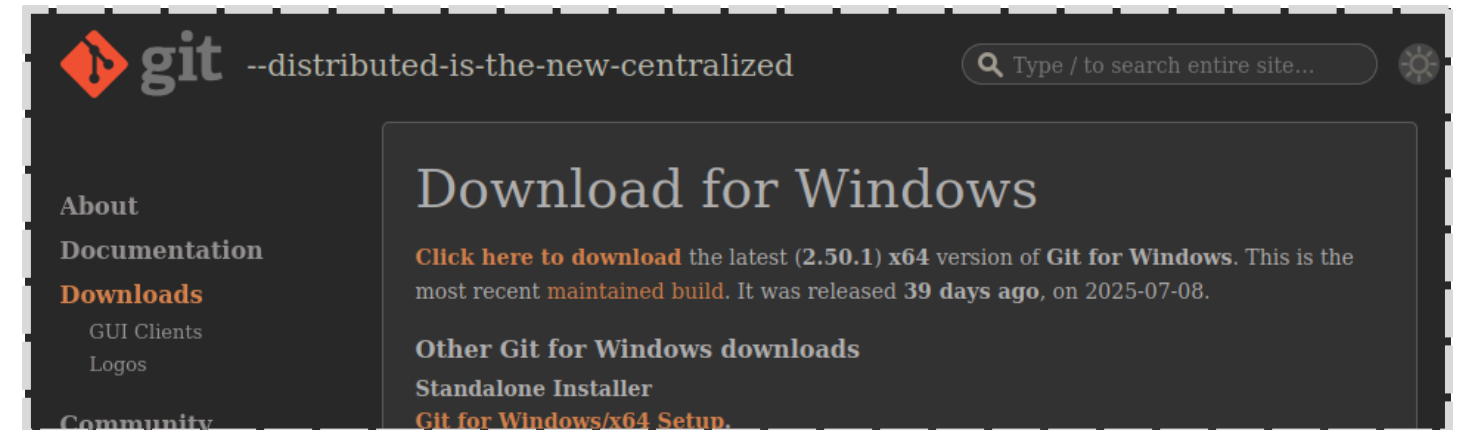 git --distributed-is-the-new-centralized
Type / to search entire site...
About
Documentation
Downloads
GUI Clients
Logos
Community
Download for Windows
Click here to download the latest (2.50.1) x64 version of Git for Windows. This is the
most recent maintained build. It was released 39 days ago, on 2025-07-08.
Other Git for Windows downloads
Standalone Installer
Git for Windows/x64 Setup.